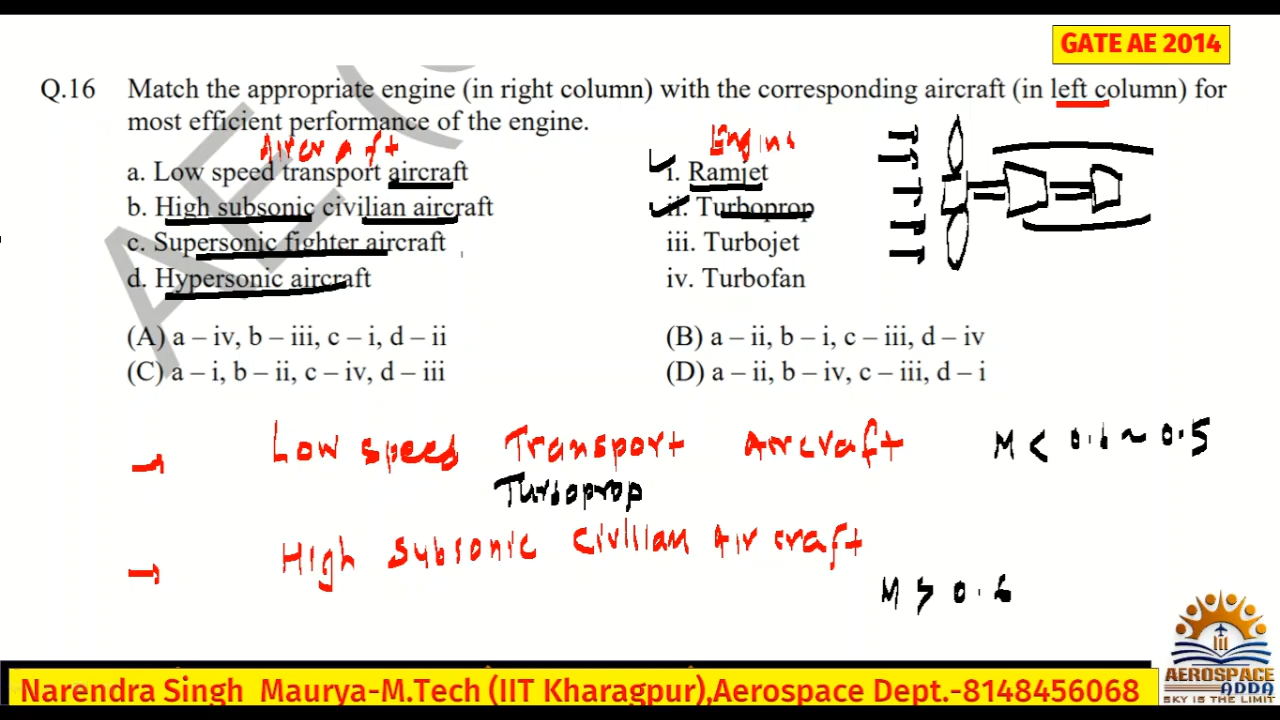 GATE AE 2014
Q.16 Match the appropriate engine (in right column) with the corresponding aircraft (in left column) for
most efficient performance of the engine.
Aircraft Engine
a. Low speed transport aircraft i. Ramjet
b. High subsonic civilian aircraft ii. Turboprop
c. Supersonic fighter aircraft iii. Turbojet
d. Hypersonic aircraft iv. Turbofan
(A) a – iv, b – iii, c – i, d – ii (B) a – ii, b – i, c – iii, d – iv
(C) a – i, b – ii, c – iv, d – iii (D) a – ii, b – iv, c – iii, d – i
Low speed Transport Aircraft M < 0.6 ~ 0.5
Turboprop
High Subsonic Civilian Aircraft
M > 0.6
Narendra Singh Maurya-M.Tech (IIT Kharagpur),Aerospace Dept.-8148456068
AEROSPACE
ADDA
SKY IS THE LIMIT